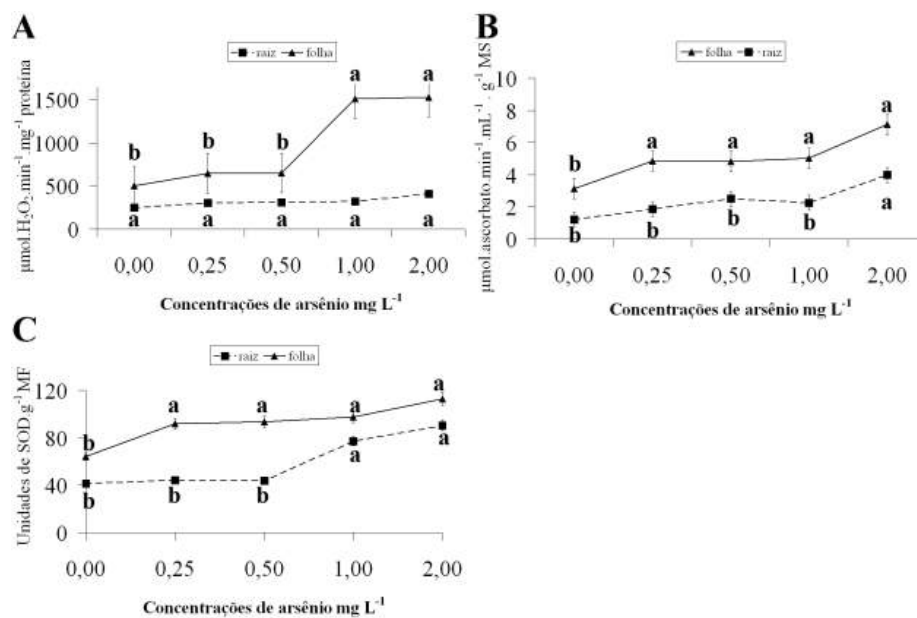 A
raiz folha
µmol.H₂O₂.min⁻¹.mg⁻¹ proteína
1500
1000
500
0
b b b a a
a a a a a
0,00 0,25 0,50 1,00 2,00
Concentrações de arsênio mg L⁻¹
B
folha raiz
µmol.ascorbato.min⁻¹.mL⁻¹. g⁻¹ MS
10
8
6
4
2
0
b a a a a
b b b b a
0,00 0,25 0,50 1,00 2,00
Concentrações de arsênio mg L⁻¹
C
raiz folha
Unidades de SOD.g⁻¹ MF
120
80
40
0
b a a a a
b b b a a
0,00 0,25 0,50 1,00 2,00
Concentrações de arsênio mg L⁻¹